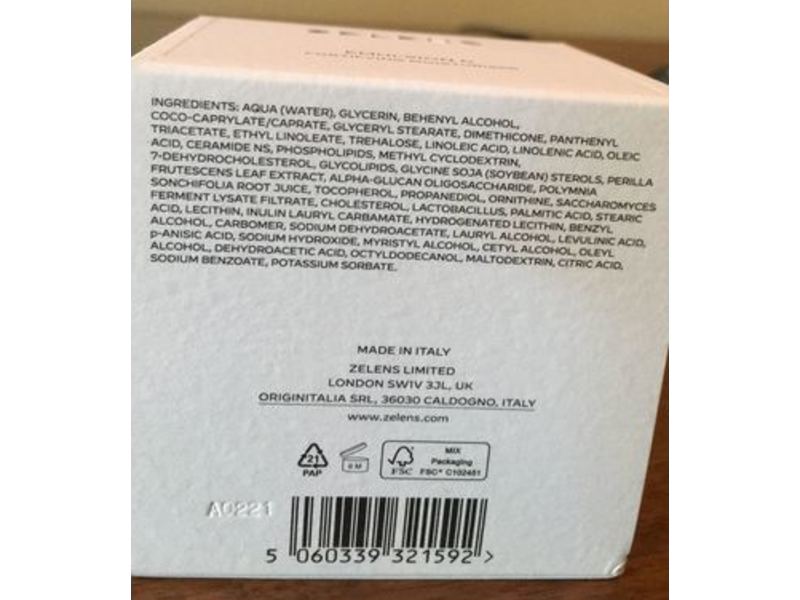 ZELENS
INGREDIENTS: AQUA (WATER), GLYCERIN, BEHENYL ALCOHOL,
COCO-CAPRYLATE/CAPRATE, GLYCERYL STEARATE, DIMETHICONE, PANTHENYL
TRIACETATE, ETHYL LINOLEATE, TREHALOSE, LINOLEIC ACID, LINOLENIC ACID, OLEIC
ACID, CERAMIDE NS, PHOSPHOLIPIDS, METHYL CYCLODEXTRIN,
7-DEHYDROCHOLESTEROL, GLYCOLIPIDS, GLYCINE SOJA (SOYBEAN) STEROLS, PERILLA
FRUTESCENS LEAF EXTRACT, ALPHA-GLUCAN OLIGOSACCHARIDE, POLYMNIA
SONCHIFOLIA ROOT JUICE, TOCOPHEROL, PROPANEDIOL, ORNITHINE, SACCHAROMYCES
FERMENT LYSATE FILTRATE, CHOLESTEROL, LACTOBACILLUS, PALMITIC ACID, STEARIC
ACID, LECITHIN, INULIN LAURYL CARBAMATE, HYDROGENATED LECITHIN, BENZYL
ALCOHOL, CARBOMER, SODIUM DEHYDROACETATE, LAURYL ALCOHOL, LEVULINIC ACID,
p-ANISIC ACID, SODIUM HYDROXIDE, MYRISTYL ALCOHOL, CETYL ALCOHOL, OLEYL
ALCOHOL, DEHYDROACETIC ACID, OCTYLDODECANOL, MALTODEXTRIN, CITRIC ACID,
SODIUM BENZOATE, POTASSIUM SORBATE.
MADE IN ITALY
ZELENS LIMITED
LONDON SW1V 3JL, UK
ORIGINITALIA SRL, 36030 CALDOGNO, ITALY
www.zelens.com
21
PAP
6 M
FSC
MIX
Packaging
FSC® C102451
A0221
5 060339 321592 >